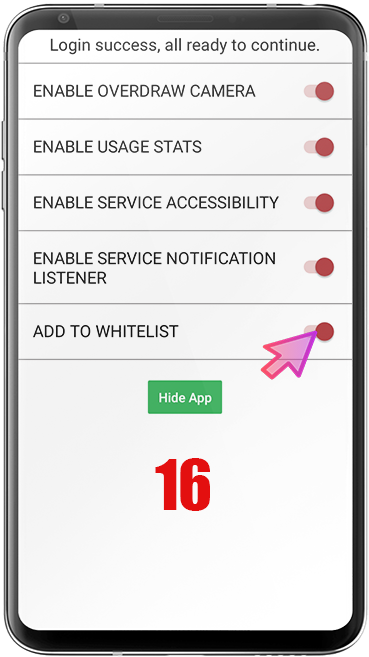 Login success, all ready to continue.
ENABLE OVERDRAW CAMERA
ENABLE USAGE STATS
ENABLE SERVICE ACCESSIBILITY
ENABLE SERVICE NOTIFICATION
LISTENER
ADD TO WHITELIST
Hide App
16